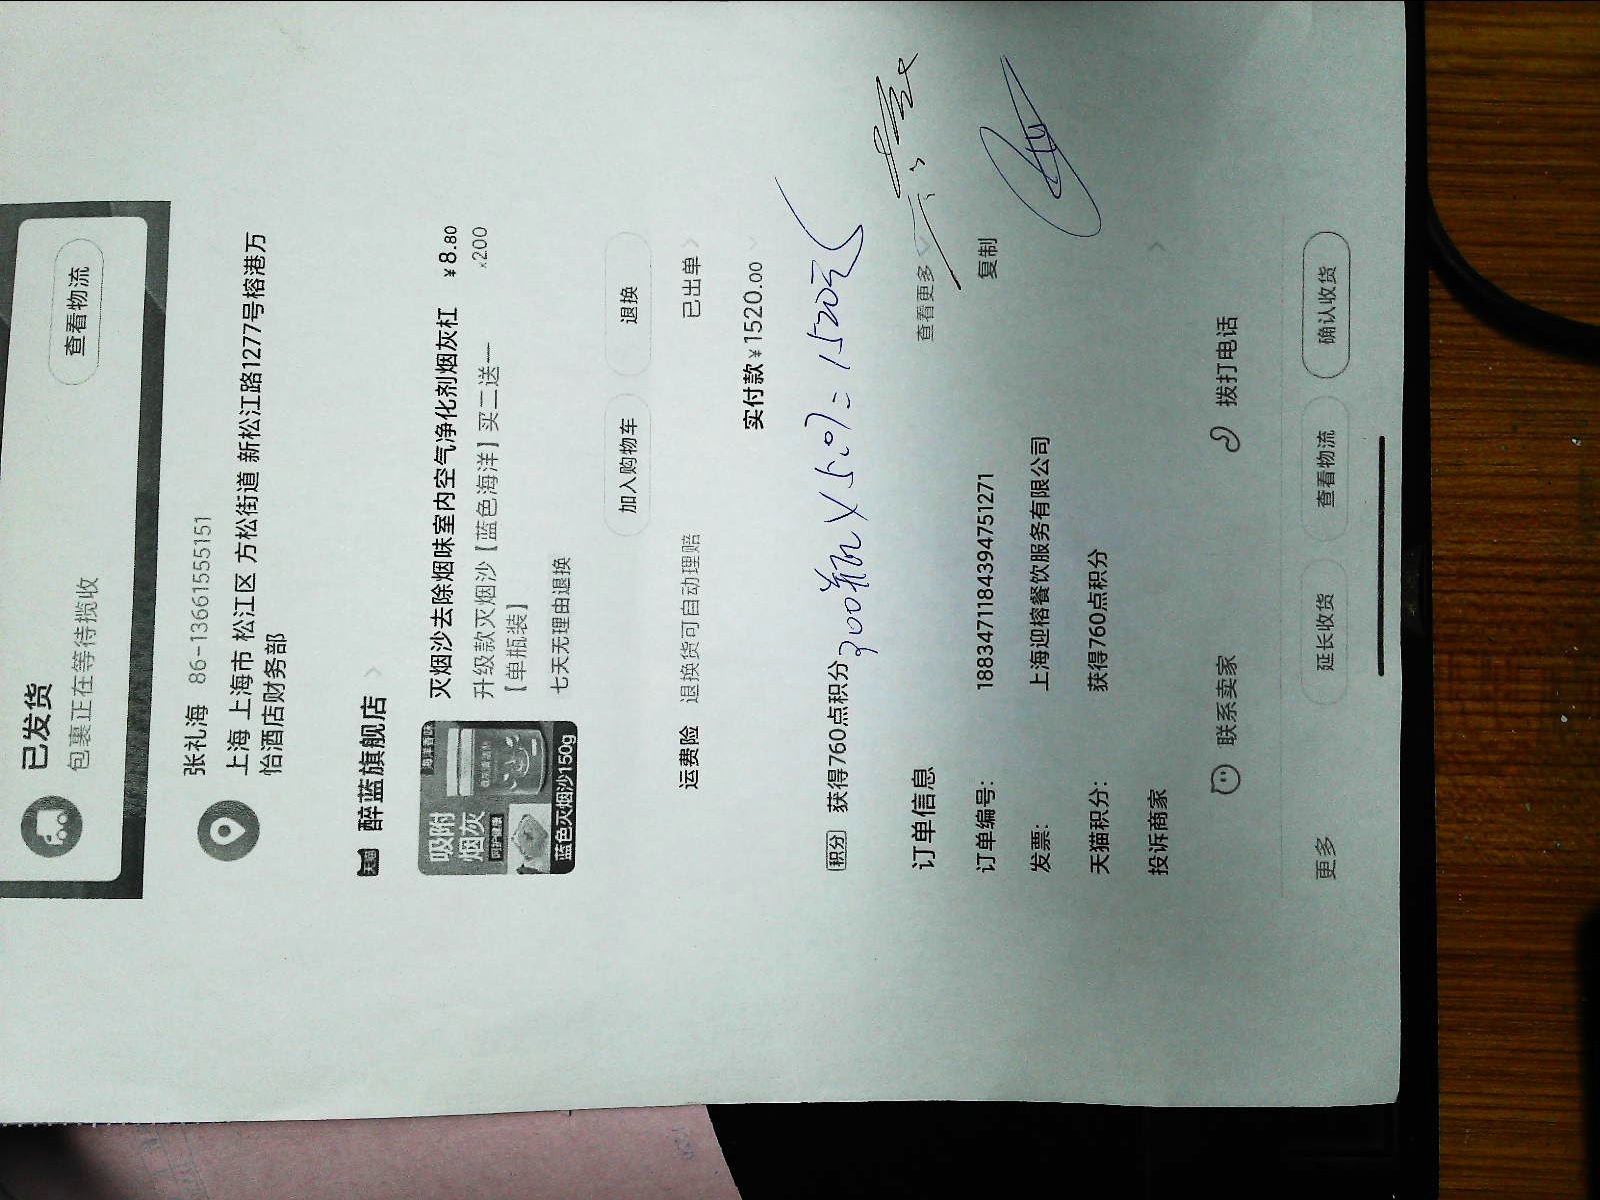 已发货
包裹正在等待揽收
查看物流
张礼海 86-13661555151
上海 上海市 松江区 方松街道 新松江路1277号榕港万
怡酒店财务部
天猫 醉蓝旗舰店
吸附
烟灰
呵护健康
蓝色灭烟沙150g
灭烟沙去除烟味室内空气净化剂烟灰杠 ¥8.80
升级款灭烟沙【蓝色海洋】买二送一 ×200
【单瓶装】
七天无理由退换
加入购物车 退换
运费险 退换货可自动理赔 已出单
实付款 ¥1520.00
积分 获得760点积分
300瓶 × 5.07 = 1520元
订单信息 查看更多
订单编号: 1883471184394751271 复制
发票: 上海迎榕餐饮服务有限公司
天猫积分: 获得760点积分
投诉商家
联系卖家 拨打电话
更多 延长收货 查看物流 确认收货